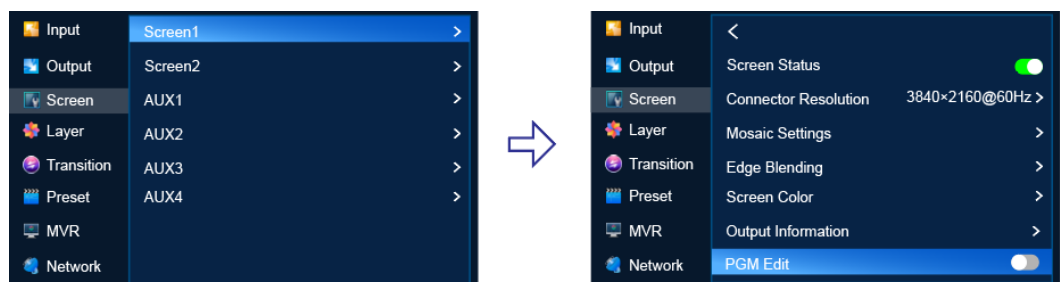 Input
Output
Screen
Layer
Transition
Preset
MVR
Network
Screen1 >
Screen2 >
AUX1 >
AUX2 >
AUX3 >
AUX4 >
Input
Output
Screen
Layer
Transition
Preset
MVR
Network
<
Screen Status
Connector Resolution 3840×2160@60Hz >
Mosaic Settings >
Edge Blending >
Screen Color >
Output Information >
PGM Edit